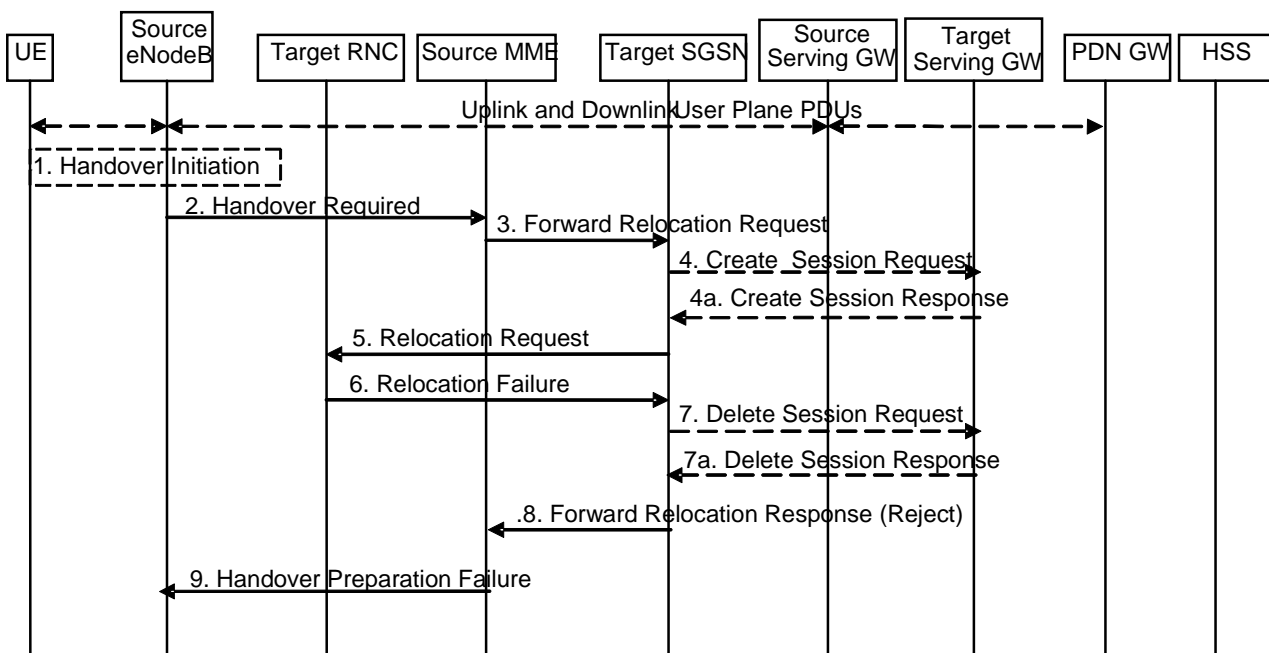 UE
Source
eNodeB
Target RNC
Source MME
Target SGSN
Source
Serving GW
Target
Serving GW
PDN GW
HSS
Uplink and Downlink User Plane PDUs
1. Handover Initiation
2. Handover Required
3. Forward Relocation Request
4. Create Session Request
4a. Create Session Response
5. Relocation Request
6. Relocation Failure
7. Delete Session Request
7a. Delete Session Response
.8. Forward Relocation Response (Reject)
9. Handover Preparation Failure